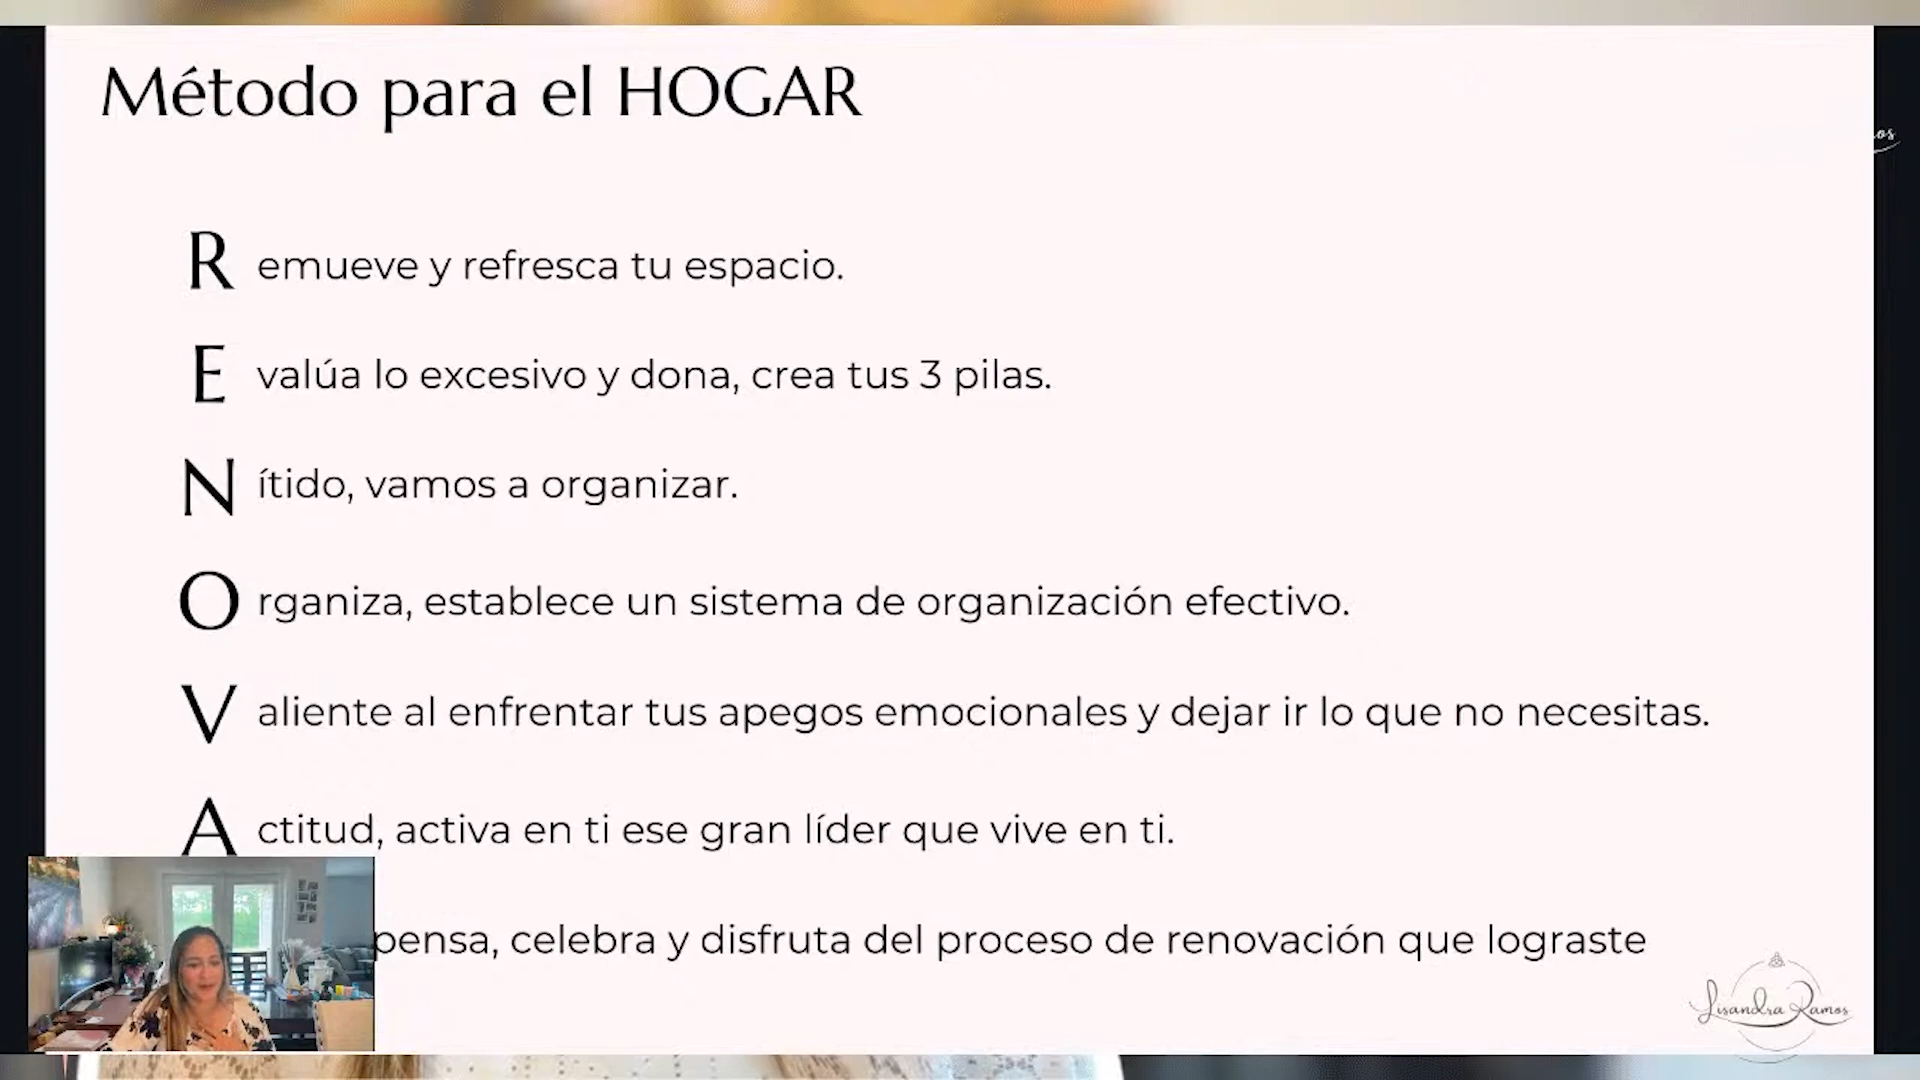 Método para el HOGAR
os
R emueve y refresca tu espacio.
E valúa lo excesivo y dona, crea tus 3 pilas.
N ítido, vamos a organizar.
O rganiza, establece un sistema de organización efectivo.
V aliente al enfrentar tus apegos emocionales y dejar ir lo que no necesitas.
A ctitud, activa en ti ese gran líder que vive en ti.
pensa, celebra y disfruta del proceso de renovación que lograste
Lisandra Ramos